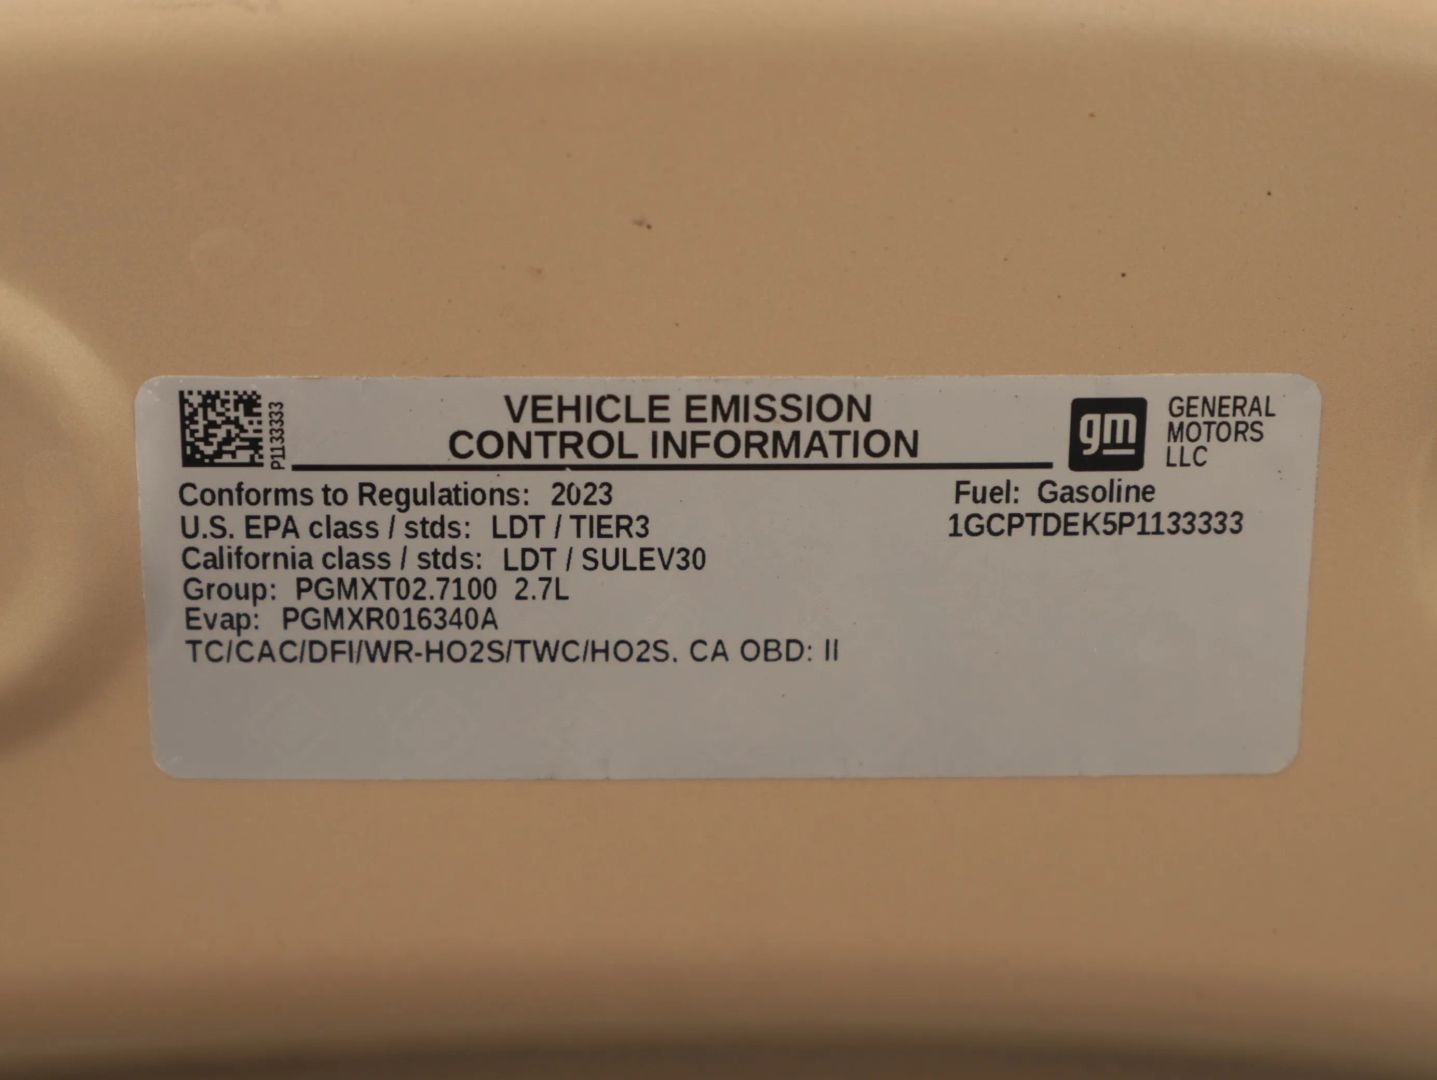 P1133333
VEHICLE EMISSION
CONTROL INFORMATION
gm
GENERAL
MOTORS
LLC
Conforms to Regulations: 2023
Fuel: Gasoline
U.S. EPA class / stds: LDT / TIER3
1GCPTDEK5P1133333
California class / stds: LDT / SULEV30
Group: PGMXT02.7100 2.7L
Evap: PGMXR016340A
TC/CAC/DFI/WR-HO2S/TWC/HO2S. CA OBD: II